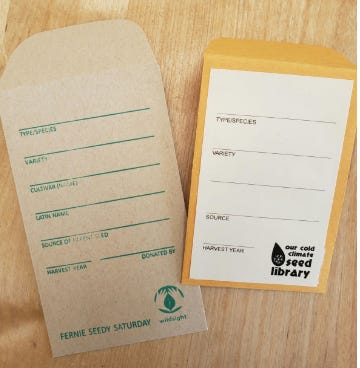 TYPE/SPECIES
VARIETY
CULTIVAR (NAME)
LATIN NAME
SOURCE OF PARENT SEED
HARVEST YEAR DONATED BY
wildsight
FERNIE SEEDY SATURDAY
TYPE/SPECIES
VARIETY
SOURCE
HARVEST YEAR
our cold
climate
seed
library